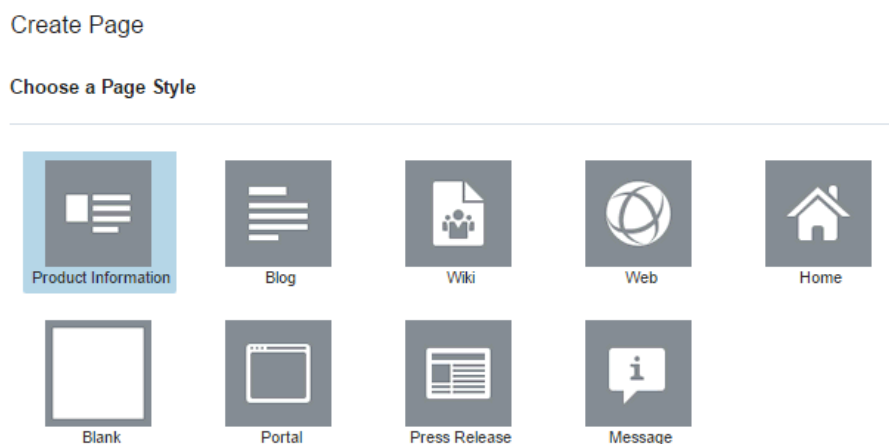 Create Page
Choose a Page Style
Product Information
Blog
Wiki
Web
Home
Blank
Portal
Press Release
Message